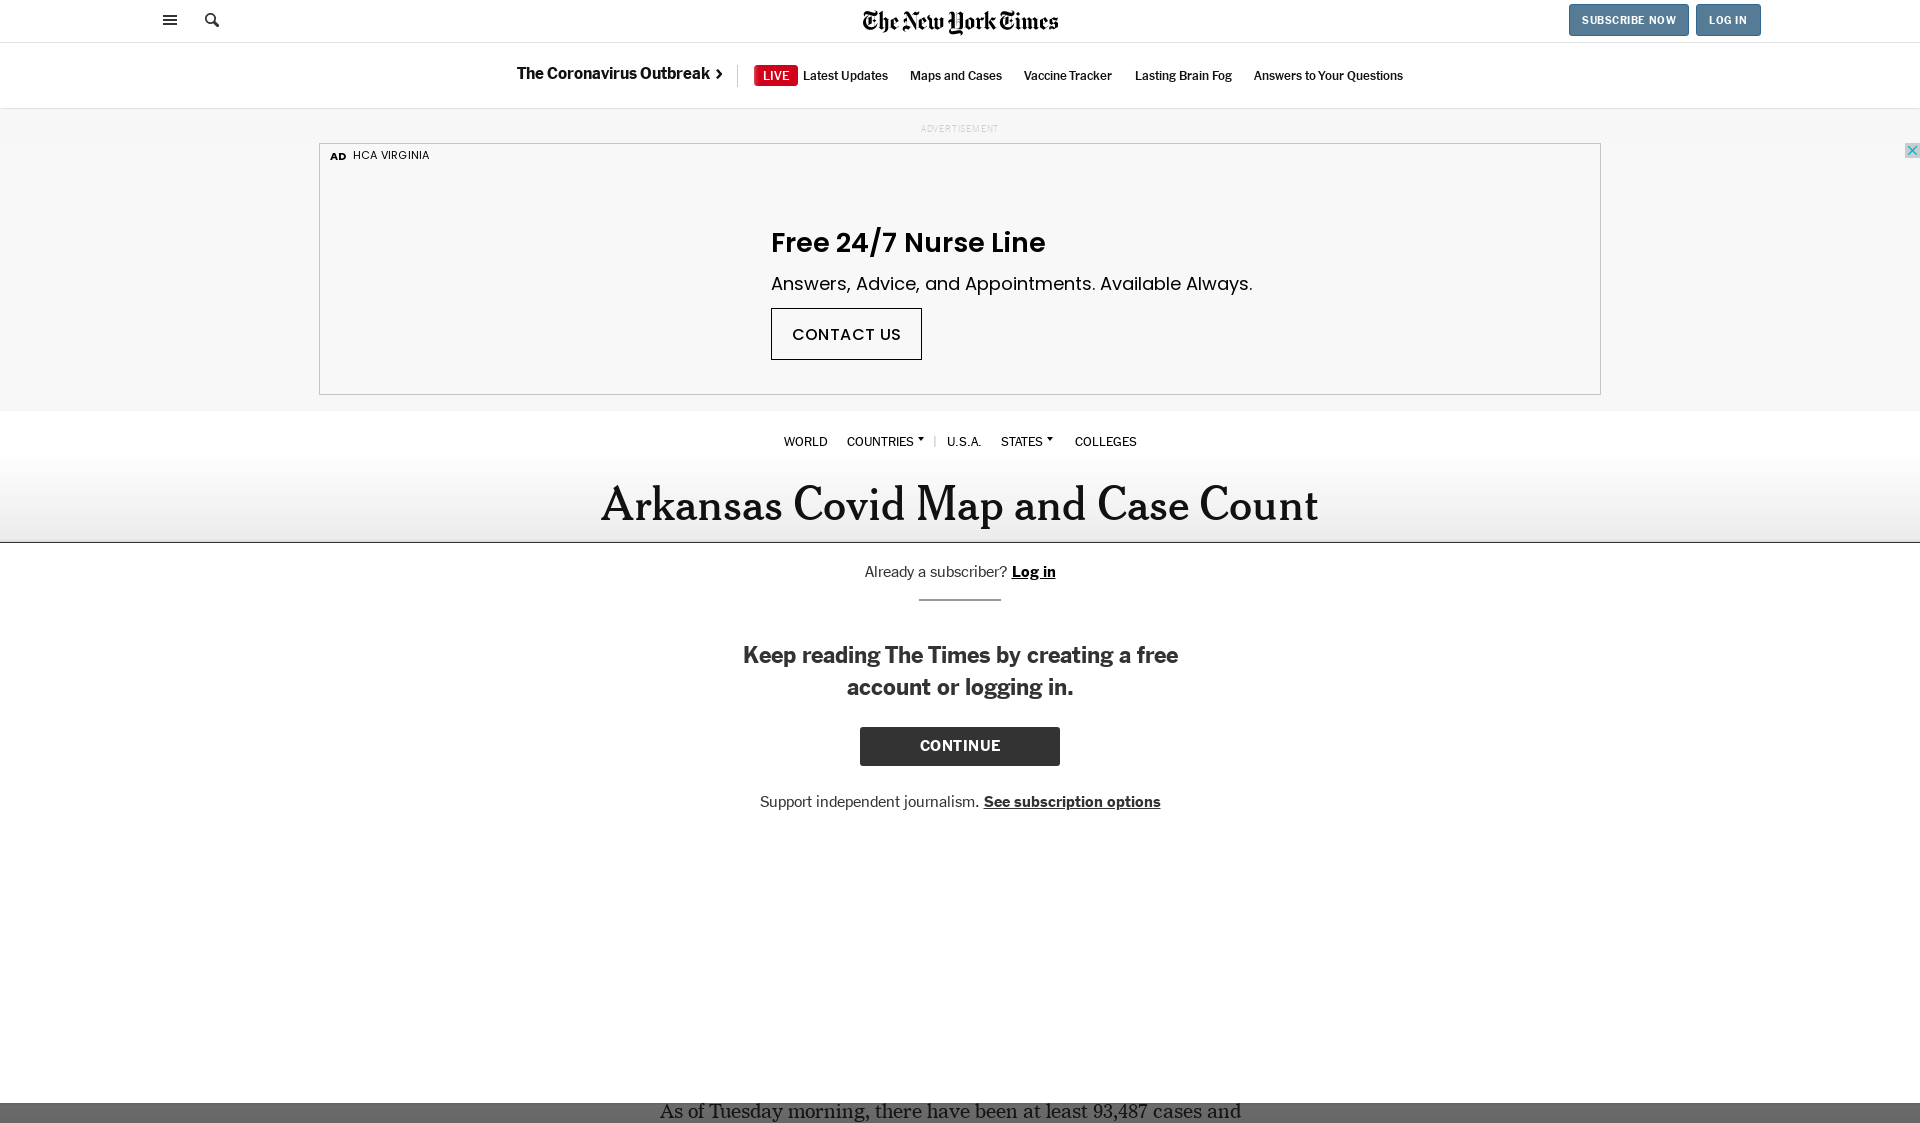 The New York Times
SUBSCRIBE NOW
LOG IN
The Coronavirus Outbreak
LIVE Latest Updates
Maps and Cases
Vaccine Tracker
Lasting Brain Fog
Answers to Your Questions
ADVERTISEMENT
AD HCA VIRGINIA
Free 24/7 Nurse Line
Answers, Advice, and Appointments. Available Always.
CONTACT US
WORLD COUNTRIES | U.S.A. STATES COLLEGES
Arkansas Covid Map and Case Count
Already a subscriber? Log in
Keep reading The Times by creating a free
account or logging in.
CONTINUE
Support independent journalism. See subscription options
As of Tuesday morning, there have been at least 93,487 cases and